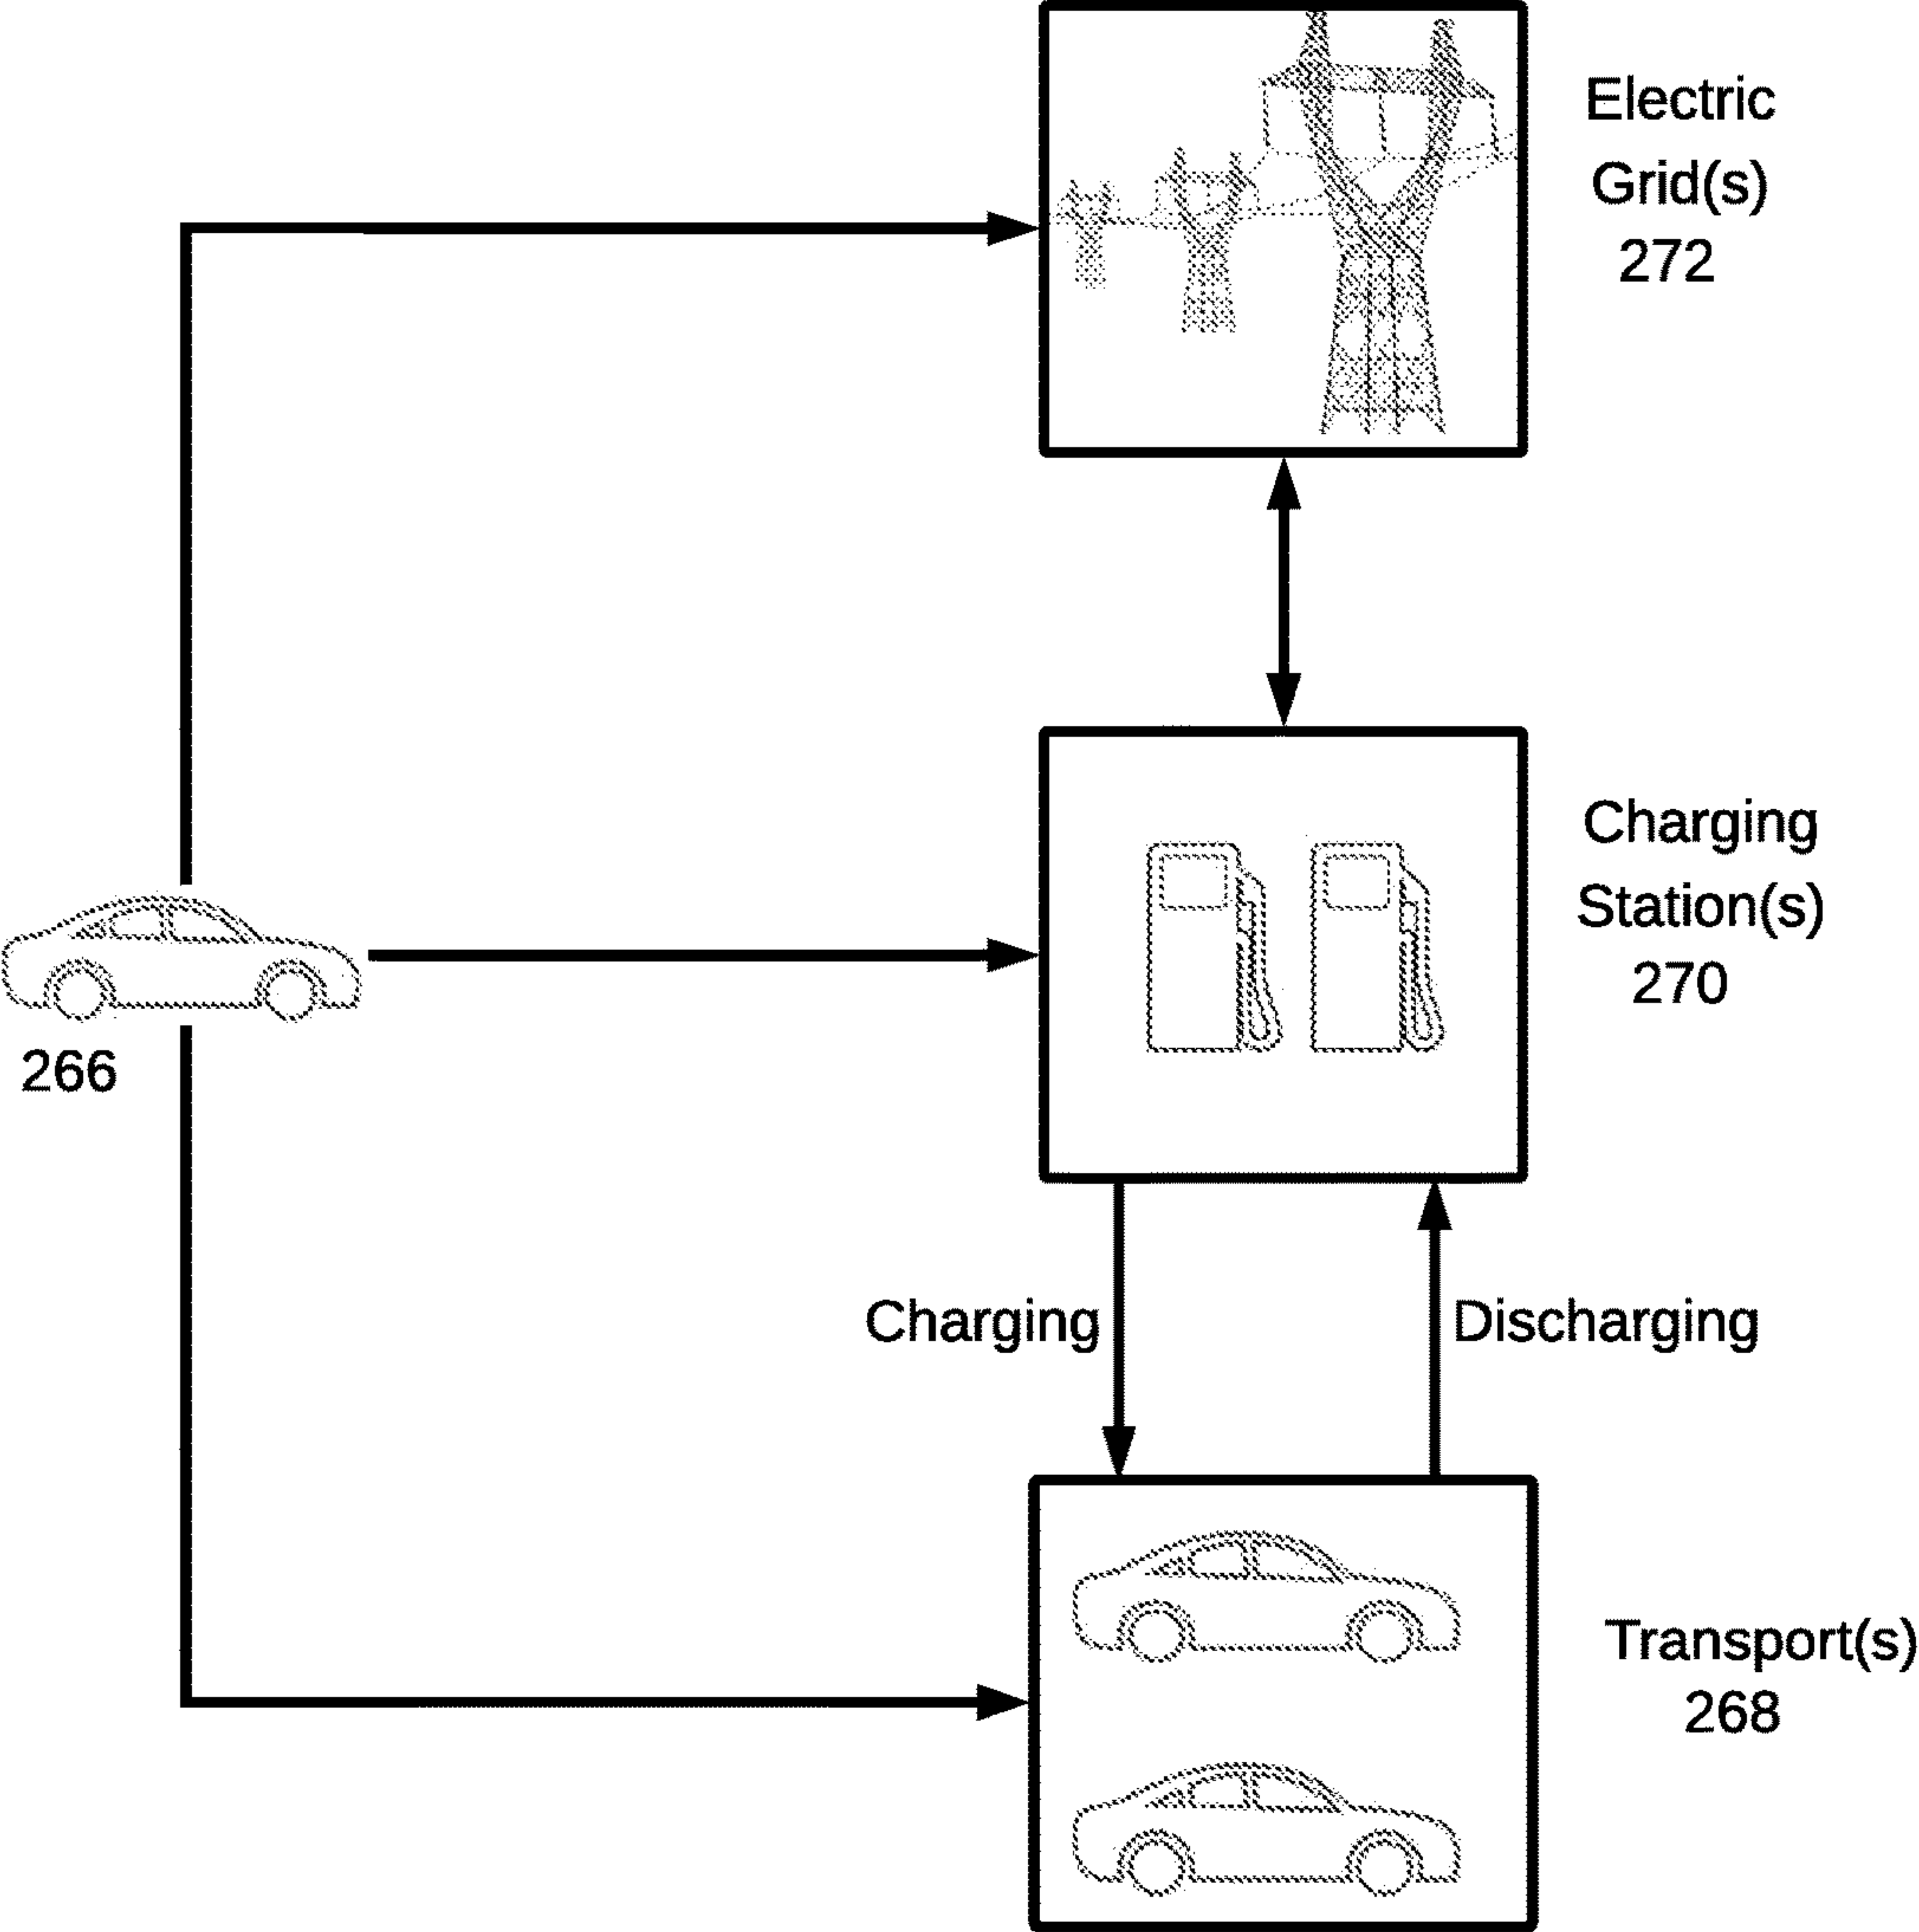 Electric
Grid(s)
272
Charging
Station(s)
270
266
Charging
Discharging
Transport(s)
268